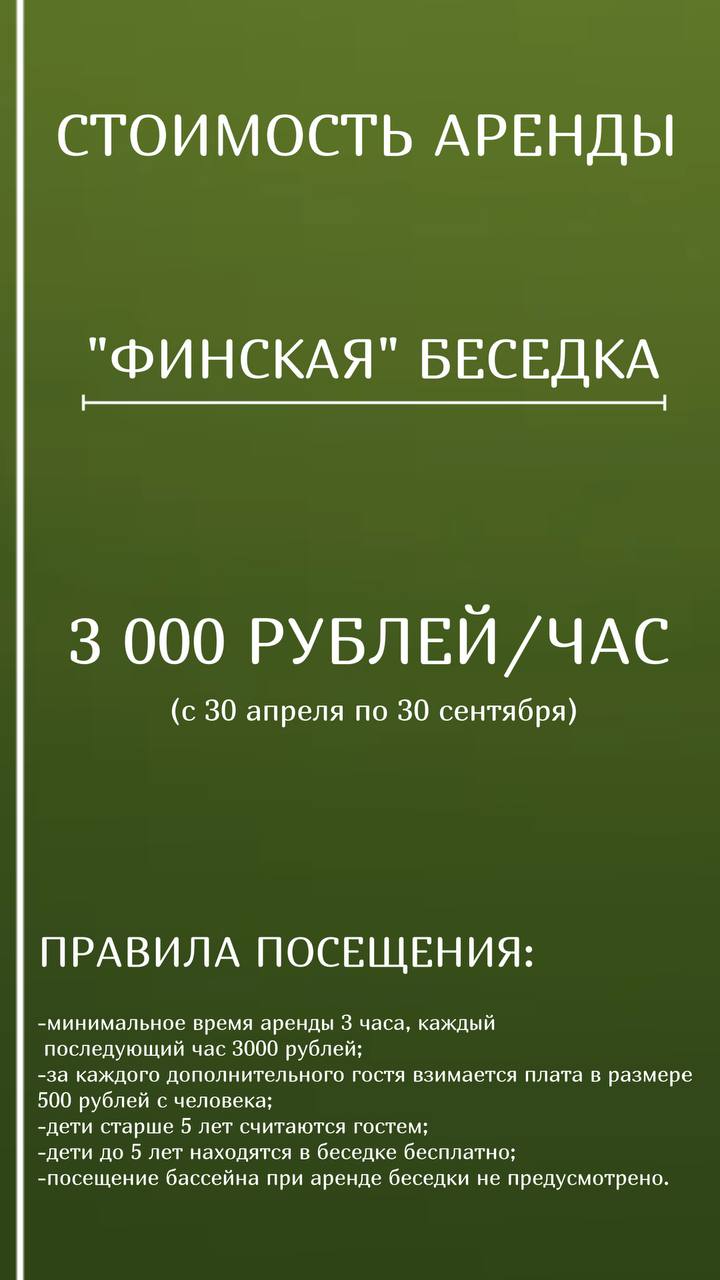 СТОИМОСТЬ АРЕНДЫ
"ФИНСКАЯ" БЕСЕДКА
3 000 РУБЛЕЙ/ЧАС
(с 30 апреля по 30 сентября)
ПРАВИЛА ПОСЕЩЕНИЯ:
-минимальное время аренды 3 часа, каждый
последующий час 3000 рублей;
-за каждого дополнительного гостя взимается плата в размере
500 рублей с человека;
-дети старше 5 лет считаются гостем;
-дети до 5 лет находятся в беседке бесплатно;
-посещение бассейна при аренде беседки не предусмотрено.